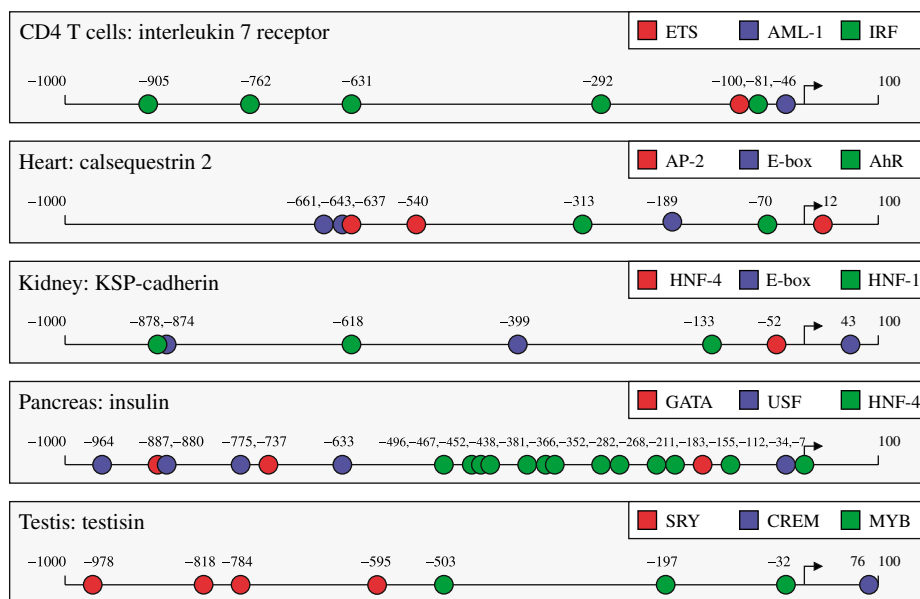 CD4 T cells: interleukin 7 receptor
ETS AML-1 IRF
−1000 −905 −762 −631 −292 −100,−81,−46 100
Heart: calsequestrin 2
AP-2 E-box AhR
−1000 −661,−643,−637 −540 −313 −189 −70 12 100
Kidney: KSP-cadherin
HNF-4 E-box HNF-1
−1000 −878,−874 −618 −399 −133 −52 43 100
Pancreas: insulin
GATA USF HNF-4
−1000 −964 −887,−880 −775,−737 −633 −496,−467,−452,−438,−381,−366,−352,−282,−268,−211,−183,−155,−112,−34,−7 100
Testis: testisin
SRY CREM MYB
−1000 −978 −818 −784 −595 −503 −197 −32 76 100